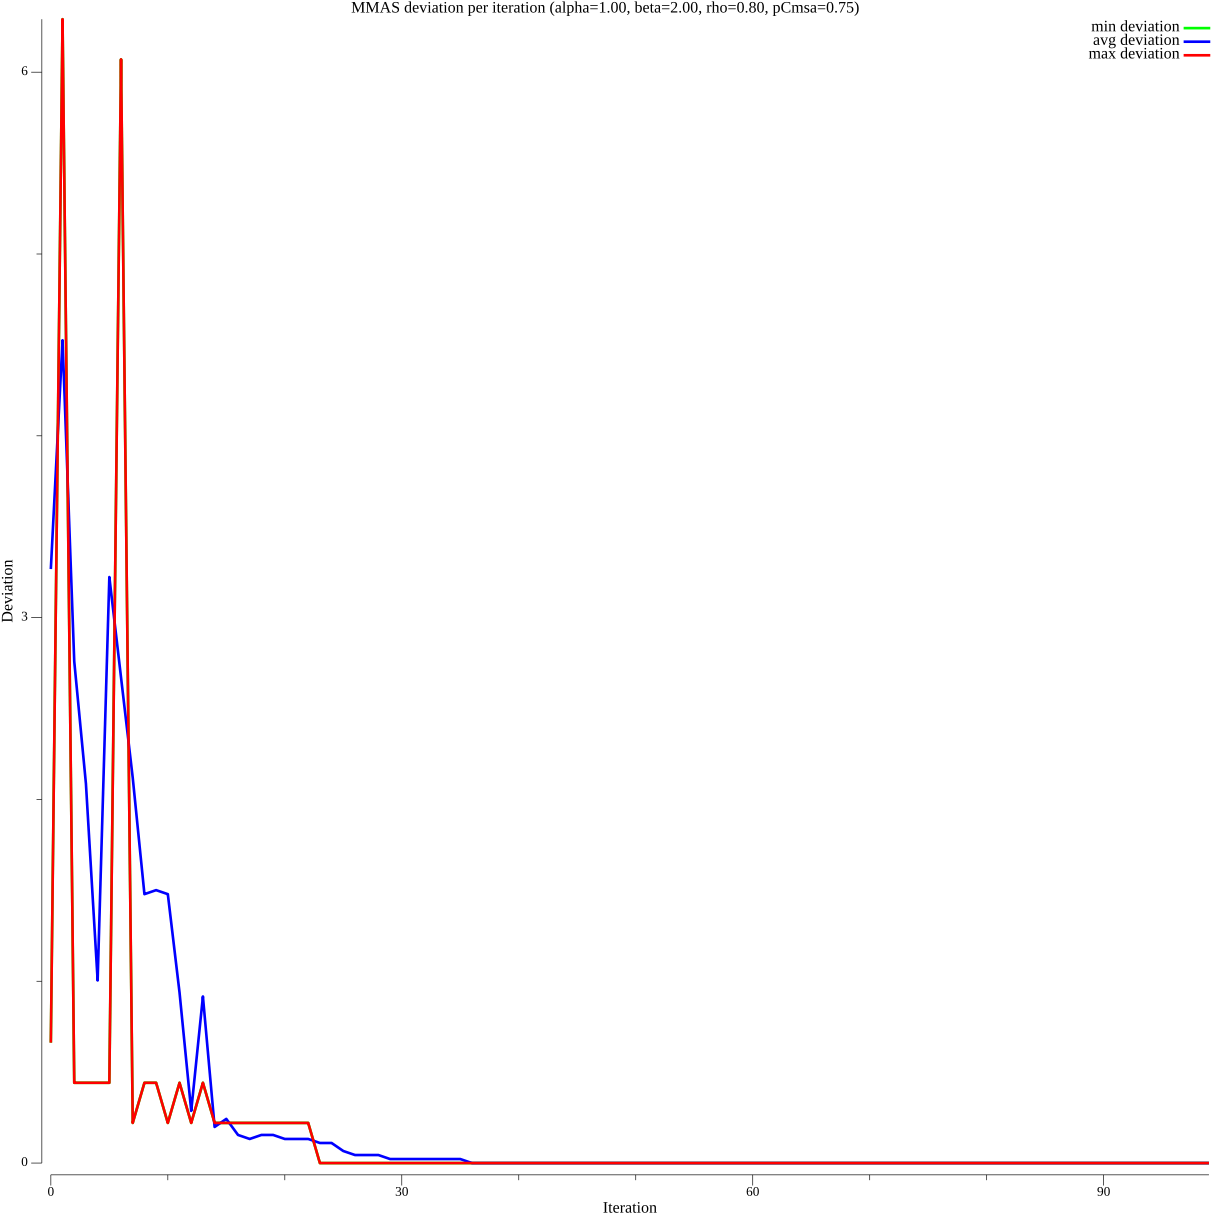 MMAS deviation per iteration (alpha=1.00, beta=2.00, rho=0.80, pCmsa=0.75)
min deviation
avg deviation
max deviation
6
3
0
Deviation
0 30 60 90
Iteration